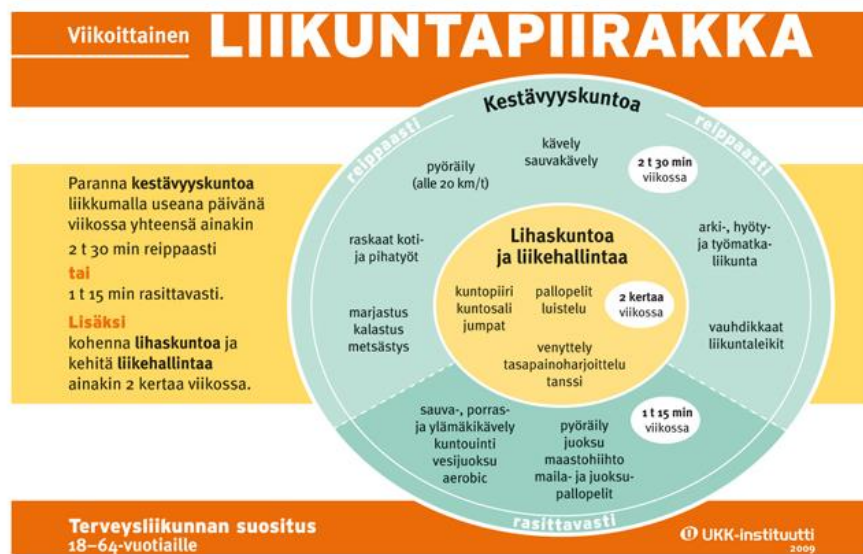 Viikoittainen LIIKUNTAPIIRAKKA
Paranna kestävyyskuntoa
liikkumalla useana päivänä
viikossa yhteensä ainakin
2 t 30 min reippaasti
tai
1 t 15 min rasittavasti.
Lisäksi
kohenna lihaskuntoa ja
kehitä liikehallintaa
ainakin 2 kertaa viikossa.
Kestävyyskuntoa
reippaasti
reippaasti
kävely
sauvakävely
2 t 30 min
viikossa
pyöräily
(alle 20 km/t)
raskaat koti-
ja pihatyöt
marjastus
kalastus
metsästys
arki-, hyöty-
ja työmatka-
liikunta
vauhdikkaat
liikuntaleikit
Lihaskuntoa
ja liikehallintaa
kuntopiiri
kuntosali
jumpat
pallopelit
luistelu
2 kertaa
viikossa
venyttely
tasapainoharjoittelu
tanssi
sauva-, porras-
ja ylämäkikävely
kuntouinti
vesijuoksu
aerobic
pyöräily
juoksu
maastohiihto
maila- ja juoksu-
pallopelit
1 t 15 min
viikossa
rasittavasti
Terveysliikunnan suositus
18–64-vuotiaille
UKK-instituutti
2009